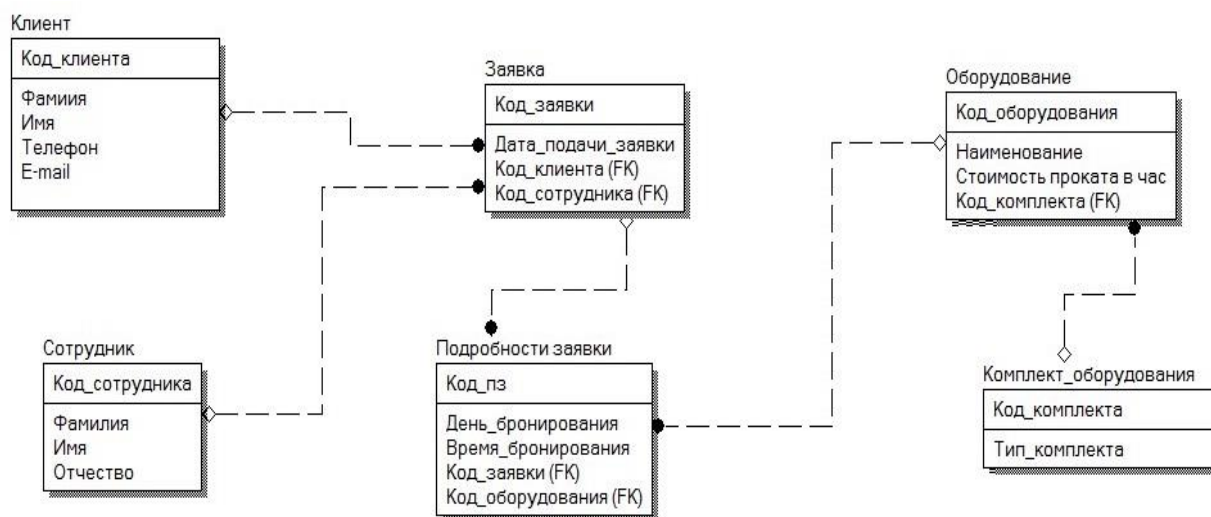 Клиент
Код_клиента
Фамиия
Имя
Телефон
E-mail
Заявка
Код_заявки
Дата_подачи_заявки
Код_клиента (FK)
Код_сотрудника (FK)
Оборудование
Код_оборудования
Наименование
Стоимость проката в час
Код_комплекта (FK)
Сотрудник
Код_сотрудника
Фамилия
Имя
Отчество
Подробности заявки
Код_пз
День_бронирования
Время_бронирования
Код_заявки (FK)
Код_оборудования (FK)
Комплект_оборудования
Код_комплекта
Тип_комплекта